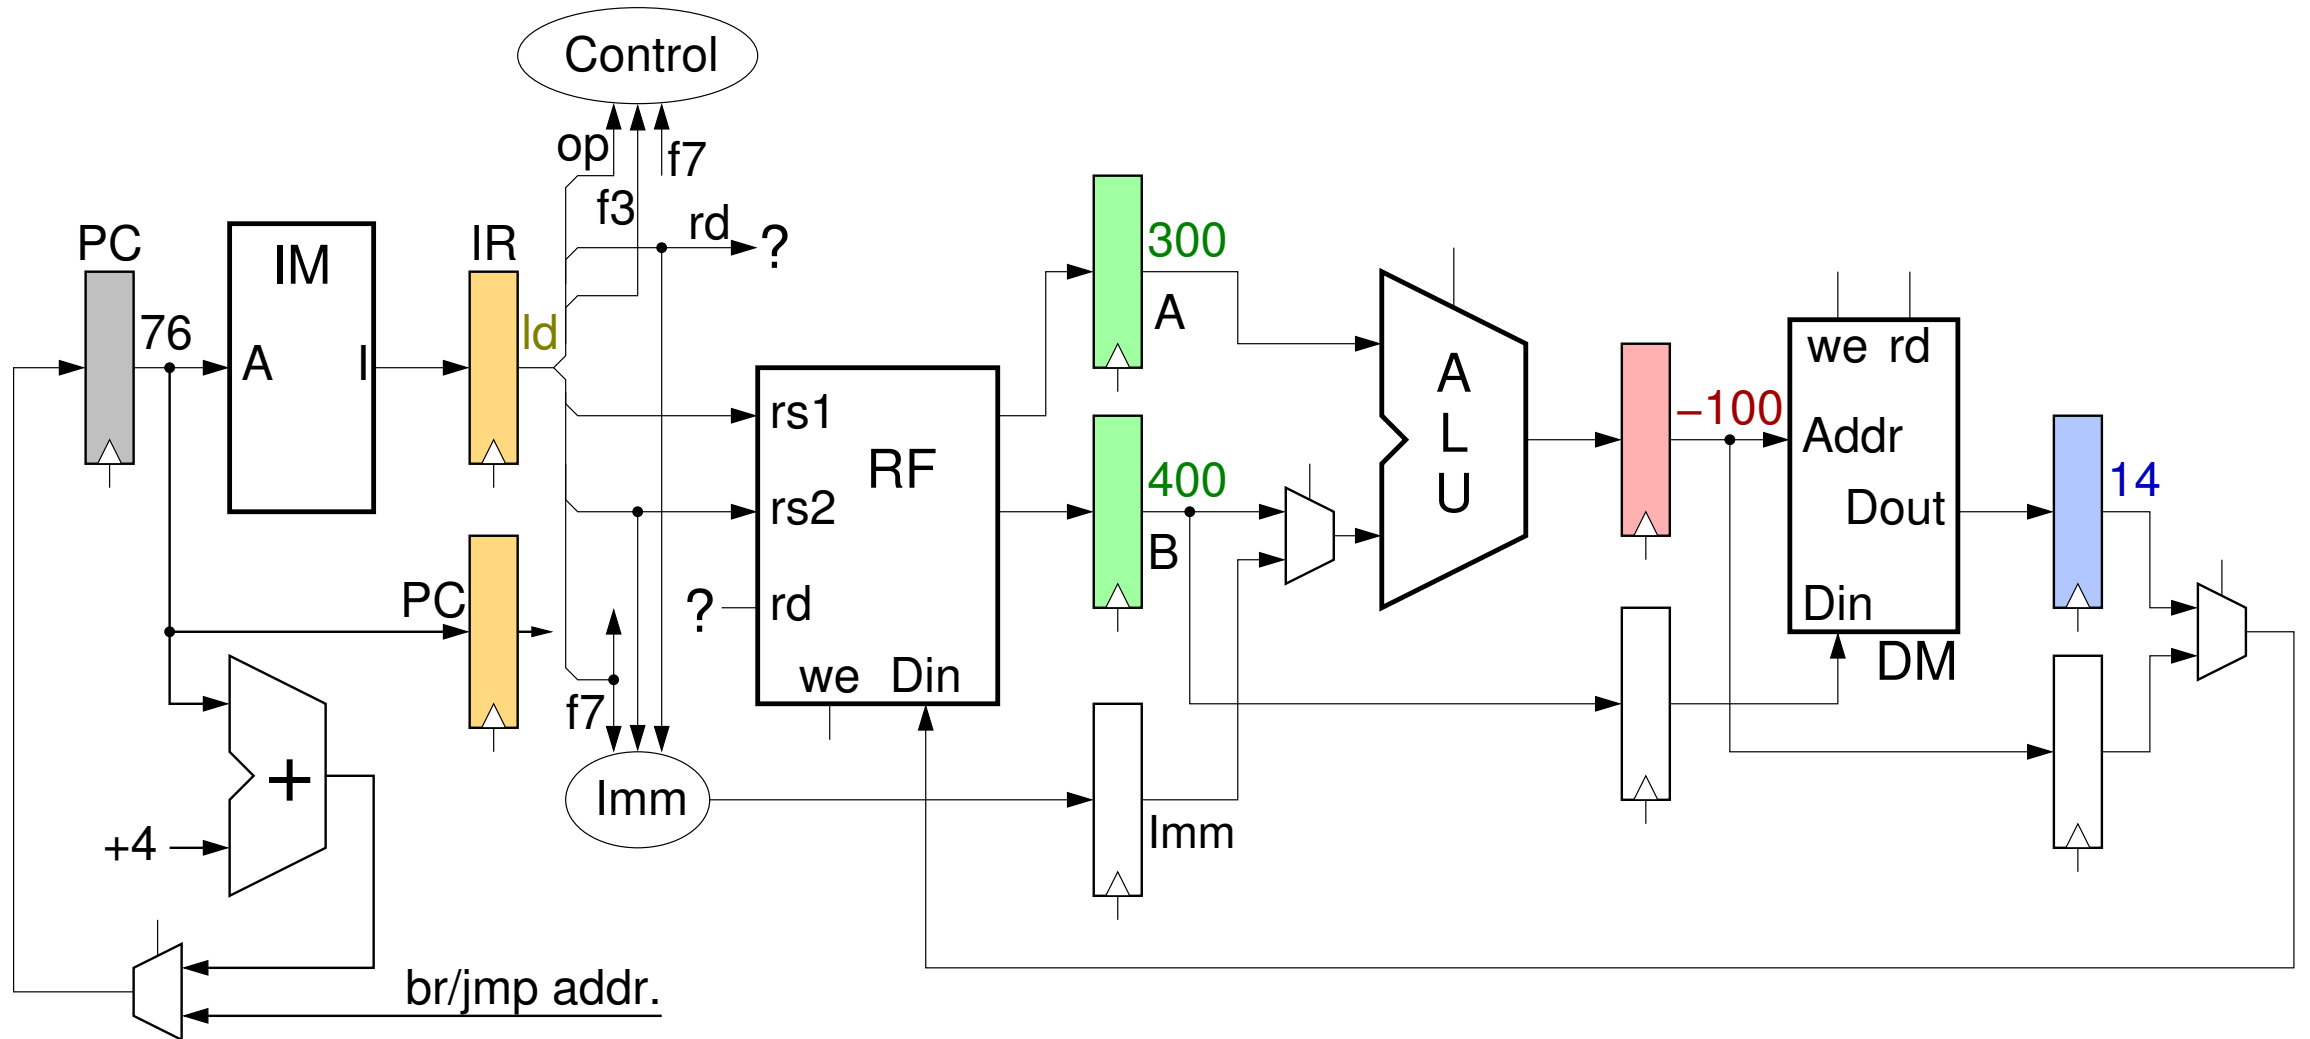 Control
op
f7
f3
rd
?
PC
IM
IR
300
76
ld
A
I
A
A
L
U
we rd
–100
Addr
rs1
RF
400
14
rs2
Dout
B
PC
?
rd
Din
we Din
DM
f7
+
Imm
+4
Imm
br/jmp addr.